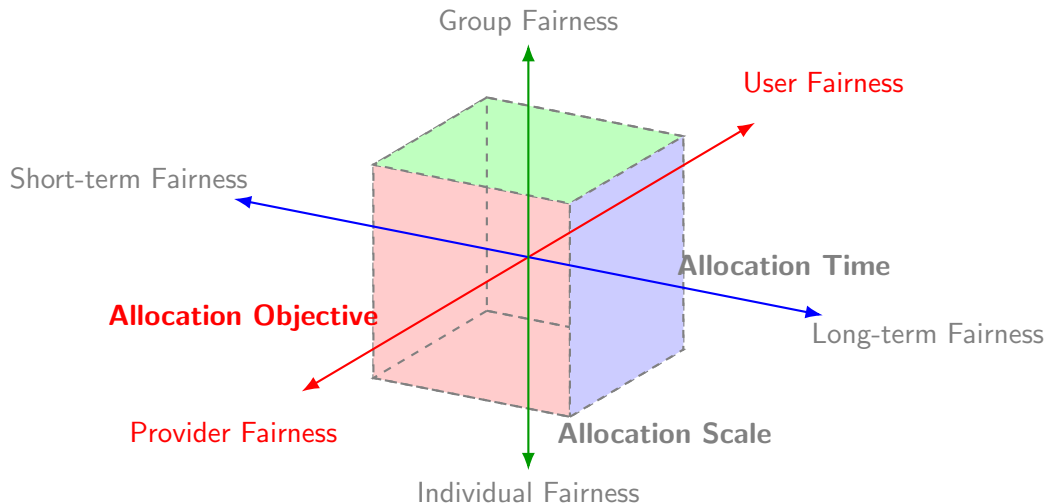 Group Fairness
User Fairness
Short-term Fairness
Allocation Time
Allocation Objective
Long-term Fairness
Provider Fairness
Allocation Scale
Individual Fairness